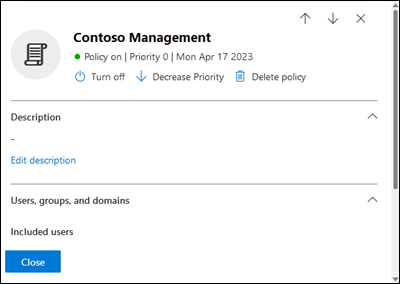 Contoso Management
Policy on | Priority 0 | Mon Apr 17 2023
Turn off Decrease Priority Delete policy
Description
-
Edit description
Users, groups, and domains
Included users
Close